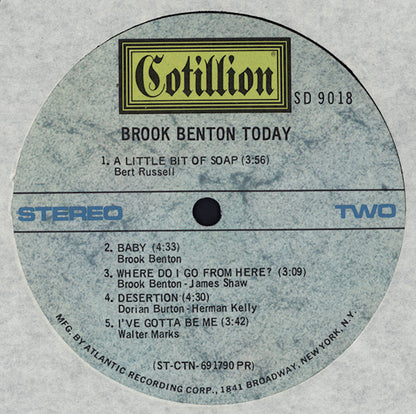 Cotillion
SD 9018
BROOK BENTON TODAY
1. A LITTLE BIT OF SOAP (3:56)
Bert Russell
STEREO TWO
2. BABY (4:33)
Brook Benton
3. WHERE DO I GO FROM HERE? (3:09)
Brook Benton - James Shaw
4. DESERTION (4:30)
Dorian Burton - Herman Kelly
5. I'VE GOTTA BE ME (3:42)
Walter Marks
(ST-CTN-691790 PR)
MFG. BY ATLANTIC RECORDING CORP., 1841 BROADWAY, NEW YORK, N.Y.